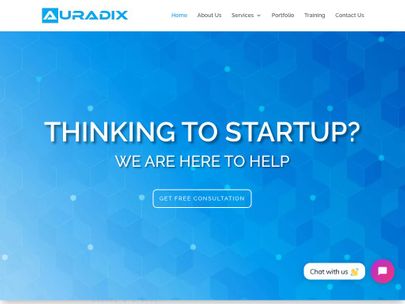 AURADIX
Home About Us Services Portfolio Training Contact Us
THINKING TO STARTUP?
WE ARE HERE TO HELP
GET FREE CONSULTATION
Chat with us 👋